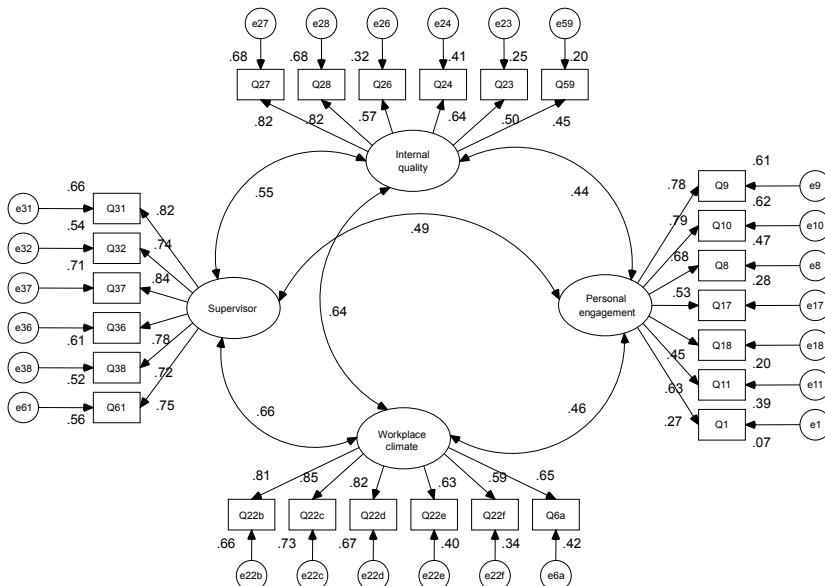 e27 e28 e26 e24 e23 e59
.68 .68 .32 .41 .25 .20
Q27 Q28 Q26 Q24 Q23 Q59
.82 .82 .57 .64 .50 .45
Internal
quality
.55 .44
.49
.64
.66 .46
e31 .66 Q31 .82
e32 .54 Q32 .74
e37 .71 Q37 .84
e36 Q36
e38 .61 Q38 .78
.52 .72
e61 .56 Q61 .75
Supervisor
Personal
engagement
.78 Q9 .61 e9
.79 Q10 .62 e10
.68 Q8 .47 e8
.53 Q17 .28 e17
Q18 e18
.45 Q11 .20 e11
.63 .39
.27 Q1 .07 e1
Workplace
climate
.81 .85 .82 .63 .59 .65
Q22b Q22c Q22d Q22e Q22f Q6a
.66 .73 .67 .40 .34 .42
e22b e22c e22d e22e e22f e6a